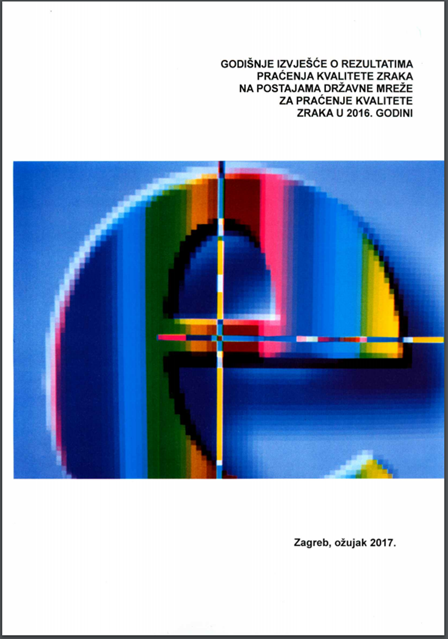 GODIŠNJE IZVJEŠĆE O REZULTATIMA
PRAĆENJA KVALITETE ZRAKA
NA POSTAJAMA DRŽAVNE MREŽE
ZA PRAĆENJE KVALITETE
ZRAKA U 2016. GODINI
Zagreb, ožujak 2017.